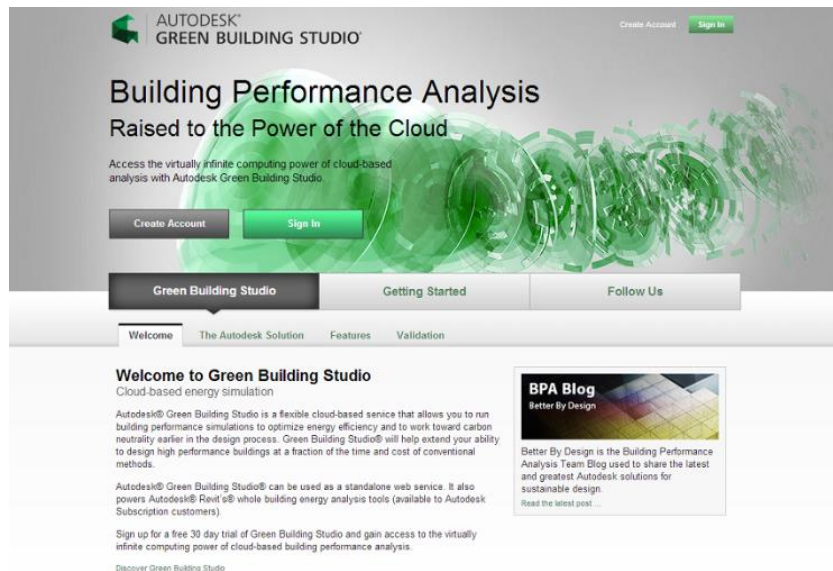 AUTODESK®
GREEN BUILDING STUDIO®
Create Account
Sign In
Building Performance Analysis
Raised to the Power of the Cloud
Access the virtually infinite computing power of cloud-based
analysis with Autodesk Green Building Studio.
Create Account
Sign In
Green Building Studio
Getting Started
Follow Us
Welcome
The Autodesk Solution
Features
Validation
Welcome to Green Building Studio
Cloud-based energy simulation
Autodesk® Green Building Studio is a flexible cloud-based service that allows you to run
building performance simulations to optimize energy efficiency and to work toward carbon
neutrality earlier in the design process. Green Building Studio® will help extend your ability
to design high performance buildings at a fraction of the time and cost of conventional
methods.
Autodesk® Green Building Studio® can be used as a standalone web service. It also
powers Autodesk® Revit's® whole building energy analysis tools (available to Autodesk
Subscription customers).
Sign up for a free 30 day trial of Green Building Studio and gain access to the virtually
infinite computing power of cloud-based building performance analysis.
Discover Green Building Studio
BPA Blog
Better By Design
Better By Design is the Building Performance
Analysis Team Blog used to share the latest
and greatest Autodesk solutions for
sustainable design.
Read the latest post ...